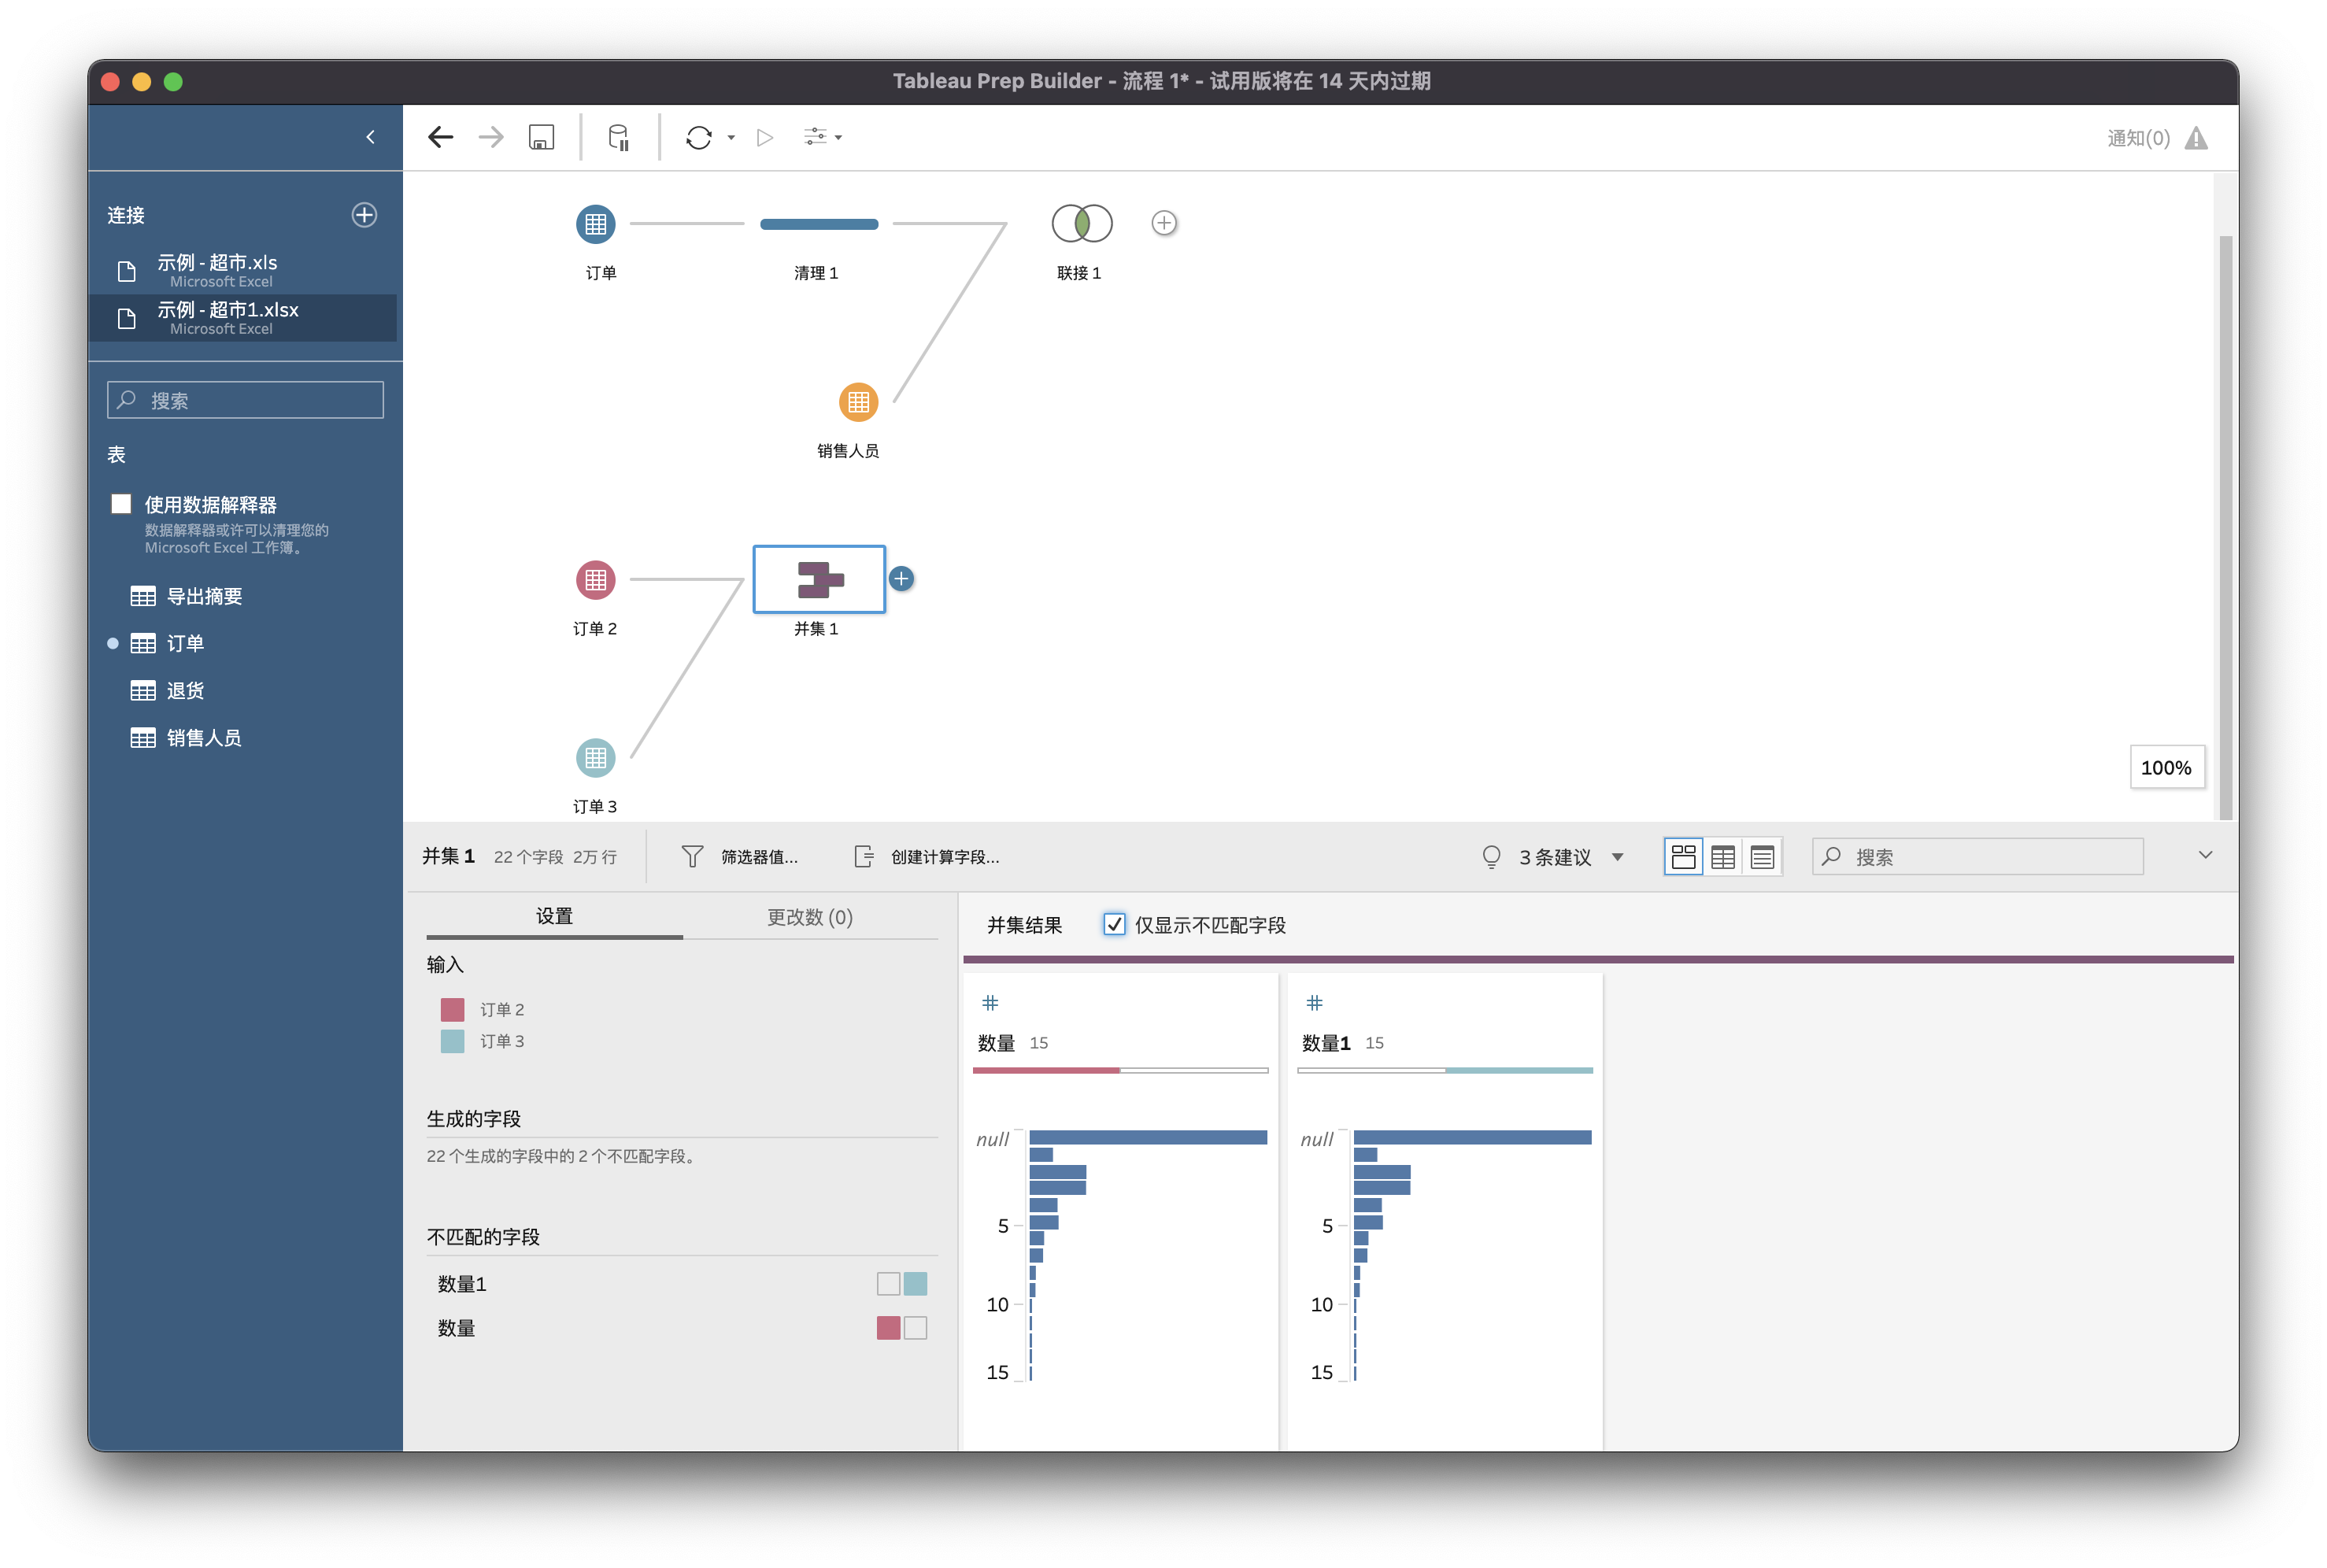 Tableau Prep Builder - 流程 1* - 试用版将在 14 天内过期
通知(0)
连接
示例 - 超市.xls
Microsoft Excel
示例 - 超市1.xlsx
Microsoft Excel
搜索
表
使用数据解释器
数据解释器或许可以清理您的
Microsoft Excel 工作簿。
导出摘要
订单
退货
销售人员
订单
清理 1
联接 1
销售人员
订单 2
并集 1
订单 3
100%
并集 1 22 个字段 2万 行
筛选器值...
创建计算字段...
3 条建议
搜索
设置
更改数 (0)
输入
订单 2
订单 3
生成的字段
22 个生成的字段中的 2 个不匹配字段。
不匹配的字段
数量1
数量
并集结果
仅显示不匹配字段
#
数量 15
null
5
10
15
#
数量1 15
null
5
10
15